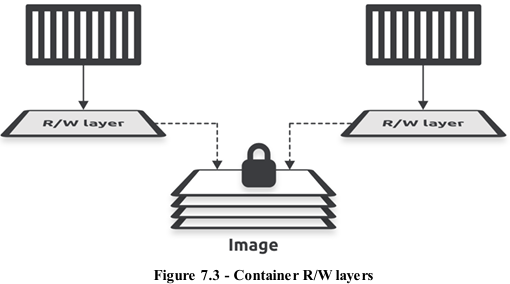 R/W layer
R/W layer
Image
Figure 7.3 - Container R/W layers